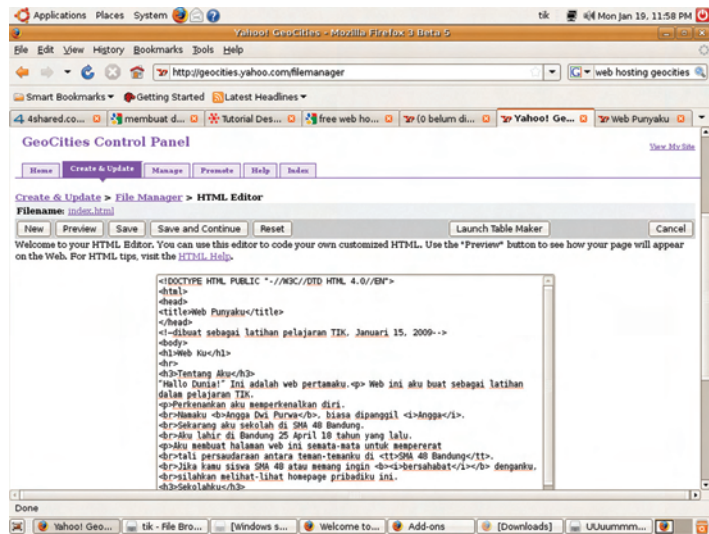 Applications Places System tik Mon Jan 19, 11:58 PM
Yahoo! GeoCities - Mozilla Firefox 3 Beta 5
File Edit View History Bookmarks Tools Help
http://geocities.yahoo.com/filemanager web hosting geocities
Smart Bookmarks Getting Started Latest Headlines
4shared.co... membuat d... Tutorial Des... free web ho... (0 belum di... Yahoo! Ge... Web Punyaku
GeoCities Control Panel
View My Site
Home Create & Update Manage Promote Help Index
Create & Update > File Manager > HTML Editor
Filename: index.html
New Preview Save Save and Continue Reset Launch Table Maker Cancel
Welcome to your HTML Editor. You can use this editor to code your own customized HTML. Use the "Preview" button to see how your page will appear
on the Web. For HTML tips, visit the HTML Help.
<!DOCTYPE HTML PUBLIC "-//W3C//DTD HTML 4.0//EN">
<html>
<head>
<title>Web Punyaku</title>
</head>
<!--dibuat sebagai latihan pelajaran TIK, Januari 15, 2009-->
<body>
<h1>Web Ku</h1>
<hr>
<h3>Tentang Aku</h3>
"Hallo Dunia!" Ini adalah web pertamaku.<p> Web ini aku buat sebagai latihan
dalam pelajaran TIK.
<p>Perkenankan aku memperkenalkan diri.
<br>Namaku <b>Angga Dwi Purwa</b>, biasa dipanggil <i>Angga</i>.
<br>Sekarang aku sekolah di SMA 48 Bandung.
<br>Aku lahir di Bandung 25 April 18 tahun yang lalu.
<p>Aku membuat halaman web ini semata-mata untuk mempererat
<br>tali persaudaraan antara teman-temanku di <tt>SMA 48 Bandung</tt>.
<br>Jika kamu siswa SMA 48 atau memang ingin <b><i>bersahabat</i></b> denganku.
<br>silahkan melihat-lihat homepage pribadiku ini.
<h3>Sekolahku</h3>
Done
Yahoo! Geo... tik - File Bro... [Windows s... Welcome to... Add-ons [Downloads] UUuummm...